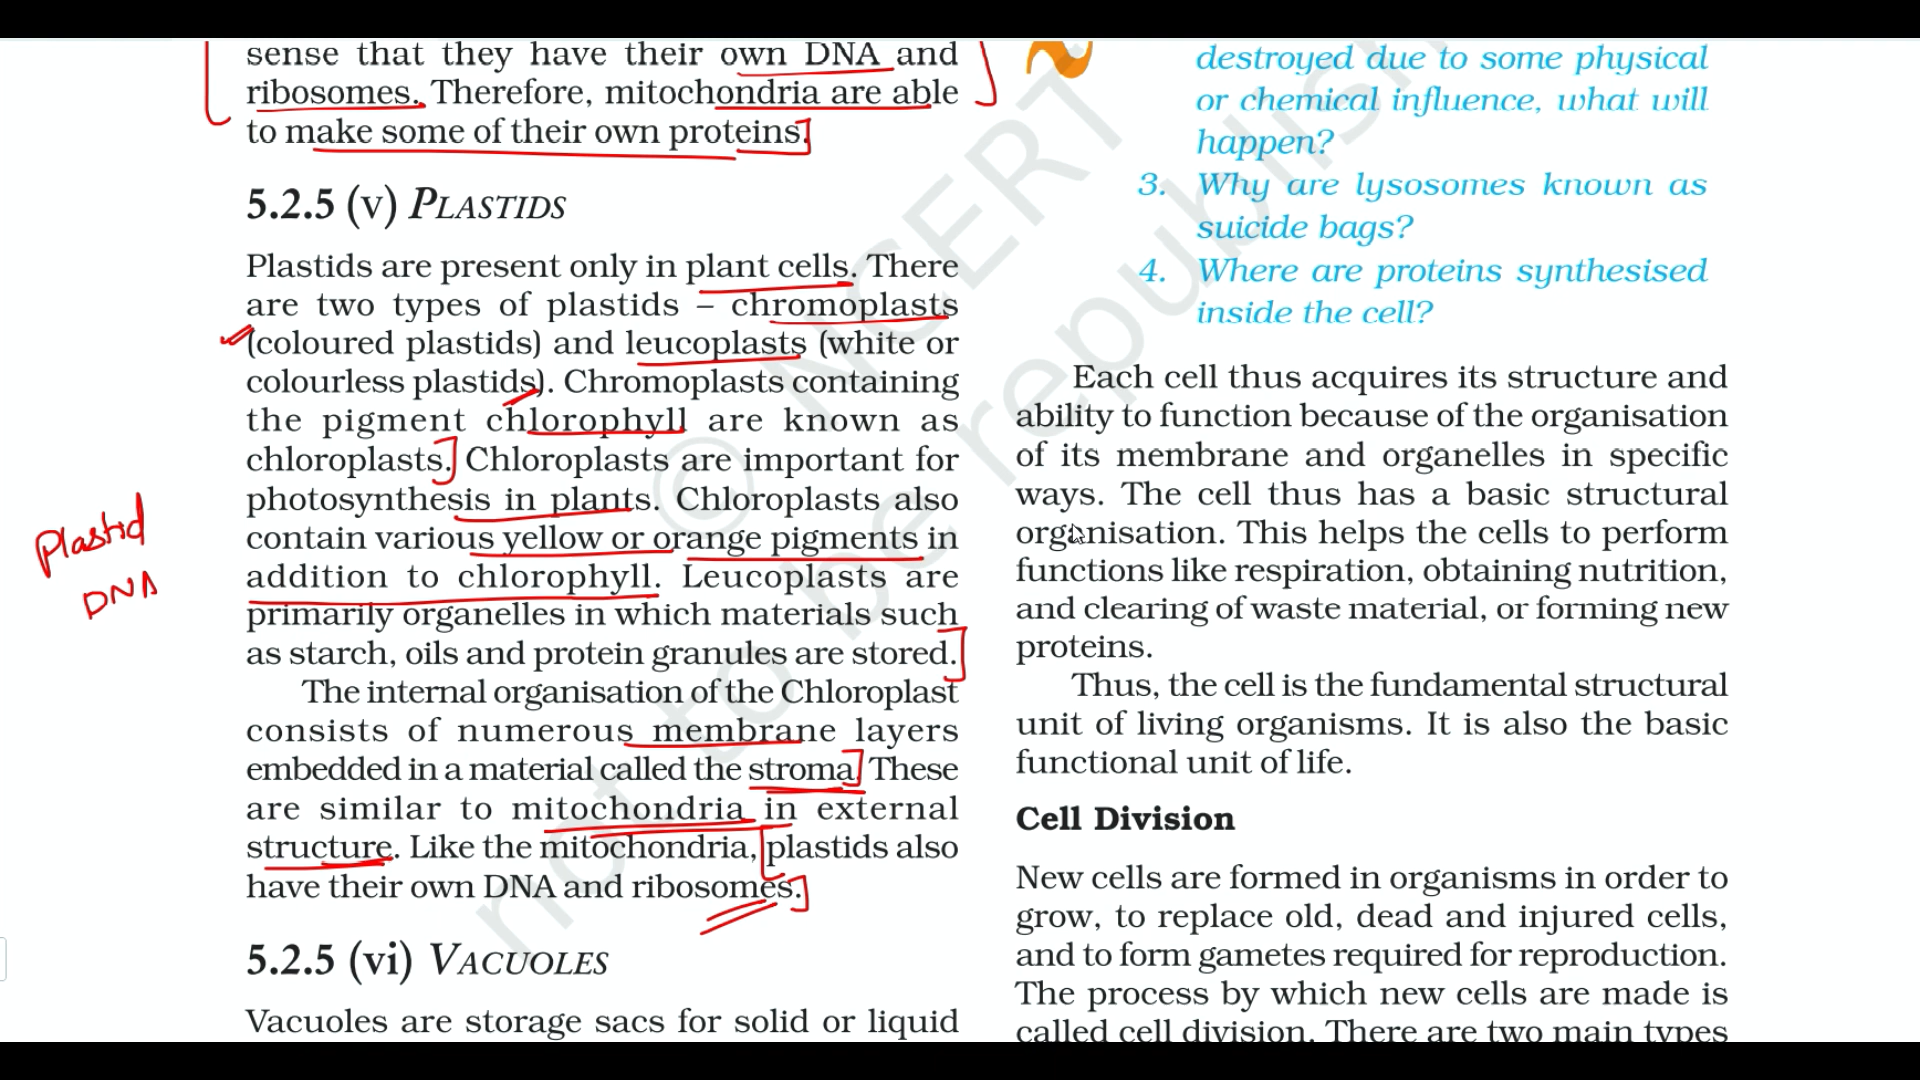 sense that they have their own DNA and
ribosomes. Therefore, mitochondria are able
to make some of their own proteins.
5.2.5 (v) PLASTIDS
Plastids are present only in plant cells. There
are two types of plastids – chromoplasts
(coloured plastids) and leucoplasts (white or
colourless plastids). Chromoplasts containing
the pigment chlorophyll are known as
chloroplasts. Chloroplasts are important for
photosynthesis in plants. Chloroplasts also
contain various yellow or orange pigments in
addition to chlorophyll. Leucoplasts are
primarily organelles in which materials such
as starch, oils and protein granules are stored.
The internal organisation of the Chloroplast
consists of numerous membrane layers
embedded in a material called the stroma. These
are similar to mitochondria in external
structure. Like the mitochondria, plastids also
have their own DNA and ribosomes.
5.2.5 (vi) VACUOLES
Vacuoles are storage sacs for solid or liquid
Plastid
DNA
destroyed due to some physical
or chemical influence, what will
happen?
3. Why are lysosomes known as
suicide bags?
4. Where are proteins synthesised
inside the cell?
Each cell thus acquires its structure and
ability to function because of the organisation
of its membrane and organelles in specific
ways. The cell thus has a basic structural
organisation. This helps the cells to perform
functions like respiration, obtaining nutrition,
and clearing of waste material, or forming new
proteins.
Thus, the cell is the fundamental structural
unit of living organisms. It is also the basic
functional unit of life.
Cell Division
New cells are formed in organisms in order to
grow, to replace old, dead and injured cells,
and to form gametes required for reproduction.
The process by which new cells are made is
called cell division. There are two main types
© NCERT
not to be republish